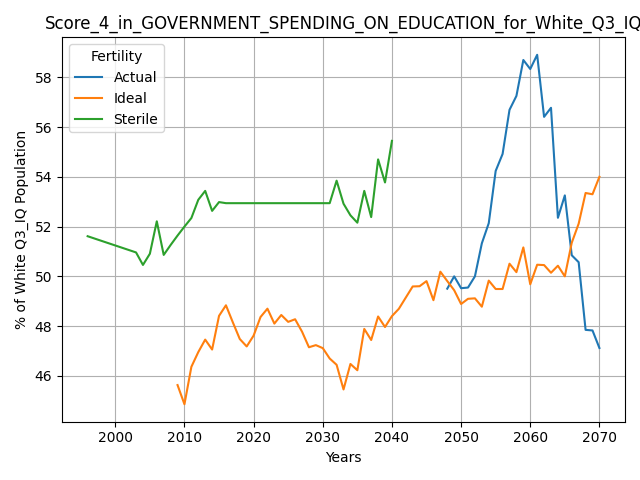 Score_4_in_GOVERNMENT_SPENDING_ON_EDUCATION_for_White_Q3_IQ
Fertility
Actual
Ideal
Sterile
% of White Q3_IQ Population
58
56
54
52
50
48
46
2000 2010 2020 2030 2040 2050 2060 2070
Years